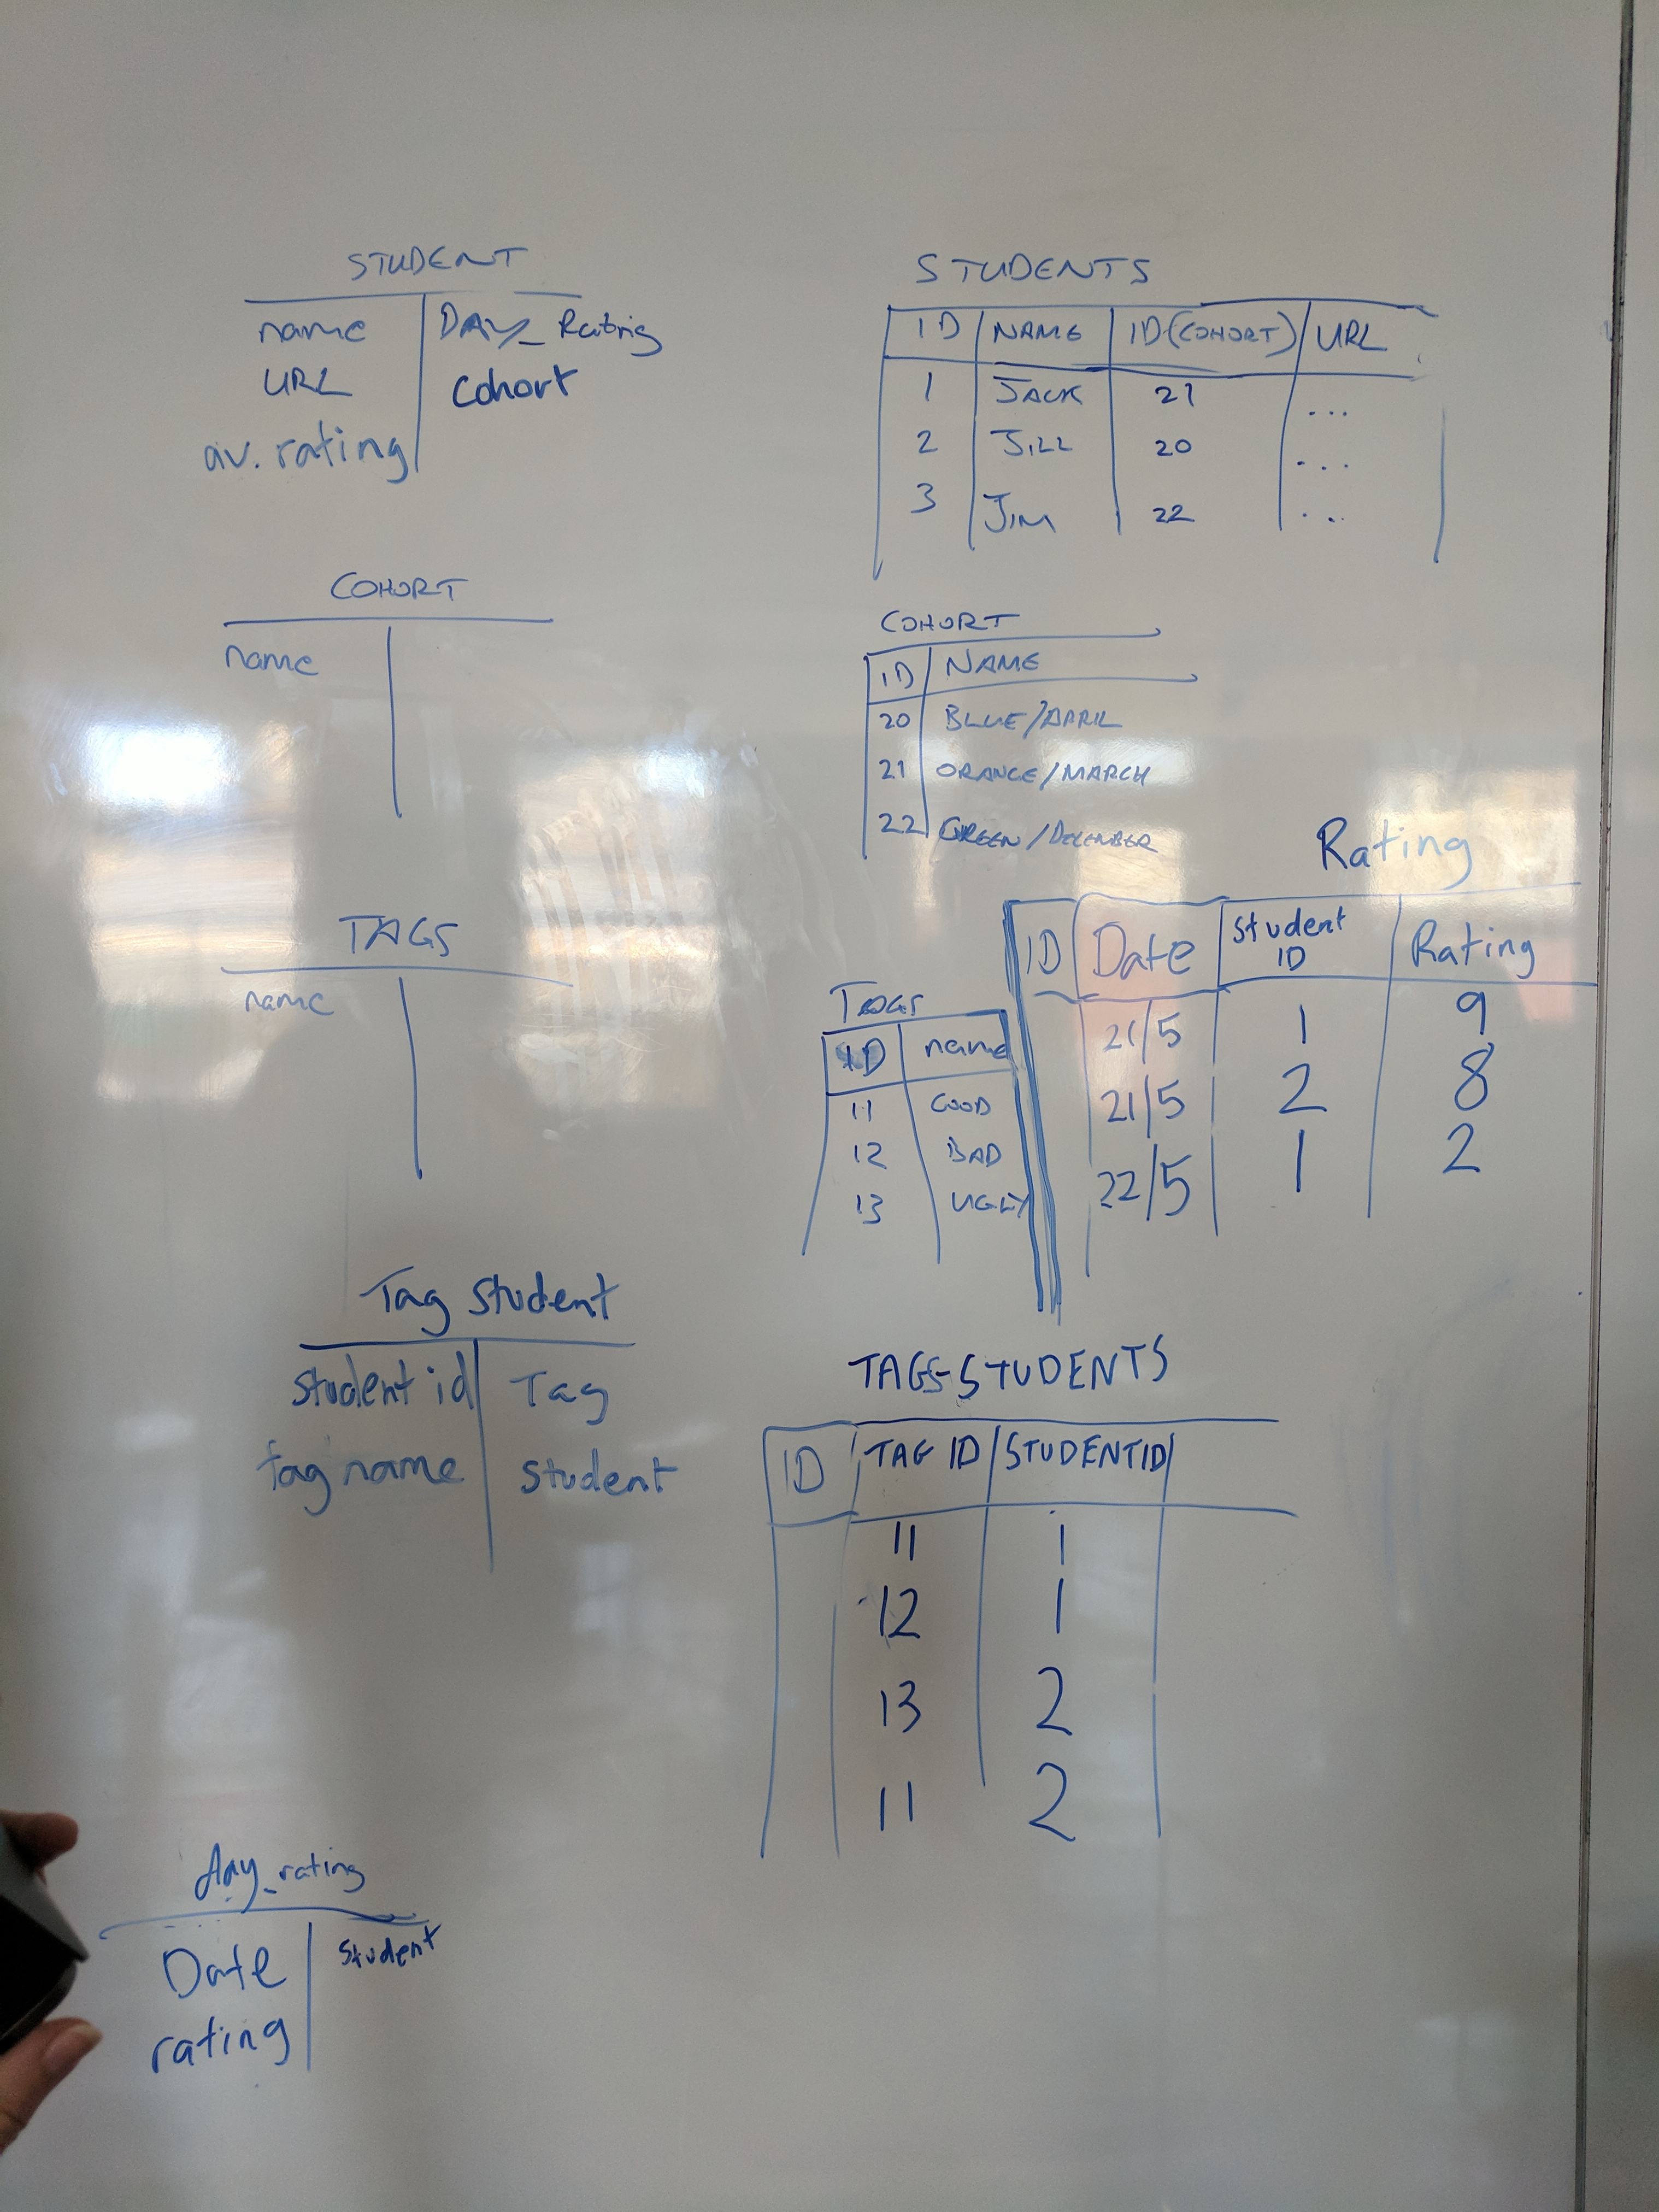 STUDENT
name DAY_Rating
URL Cohort
av. rating
COHORT
name
TAGS
name
Tag student
student id Tag
tag name student
Day_rating
Date student
rating
STUDENTS
ID NAME ID(COHORT) URL
1 JACK 21 ...
2 JILL 20 ...
3 JIM 22 ...
COHORT
ID NAME
20 BLUE/APRIL
21 ORANGE/MARCH
22 GREEN/DECEMBER
Rating
ID Date Student ID Rating
21/5 1 9
21/5 2 8
22/5 1 2
TAGS
ID name
11 GOOD
12 BAD
13 UGLY
TAGS-STUDENTS
ID TAG ID STUDENTID
11 1
12 1
13 2
11 2